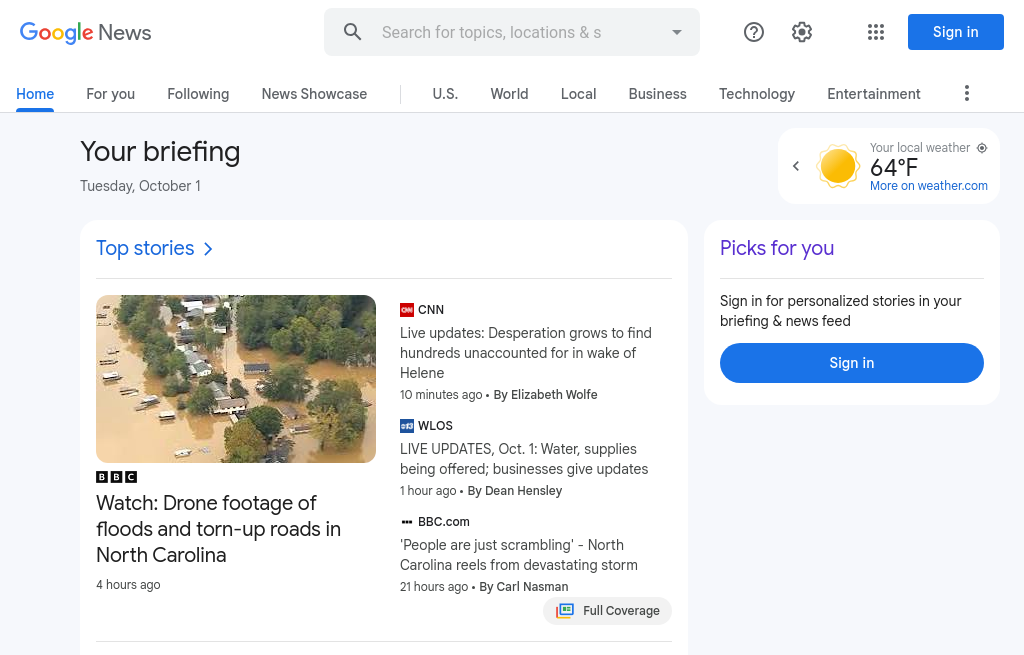 Google News
Search for topics, locations & s
Sign in
Home
For you
Following
News Showcase
U.S.
World
Local
Business
Technology
Entertainment
Your briefing
Tuesday, October 1
Your local weather
64°F
More on weather.com
Top stories
BBC
Watch: Drone footage of
floods and torn-up roads in
North Carolina
4 hours ago
CNN
Live updates: Desperation grows to find
hundreds unaccounted for in wake of
Helene
10 minutes ago • By Elizabeth Wolfe
WLOS
LIVE UPDATES, Oct. 1: Water, supplies
being offered; businesses give updates
1 hour ago • By Dean Hensley
BBC.com
'People are just scrambling' - North
Carolina reels from devastating storm
21 hours ago • By Carl Nasman
Full Coverage
Picks for you
Sign in for personalized stories in your
briefing & news feed
Sign in